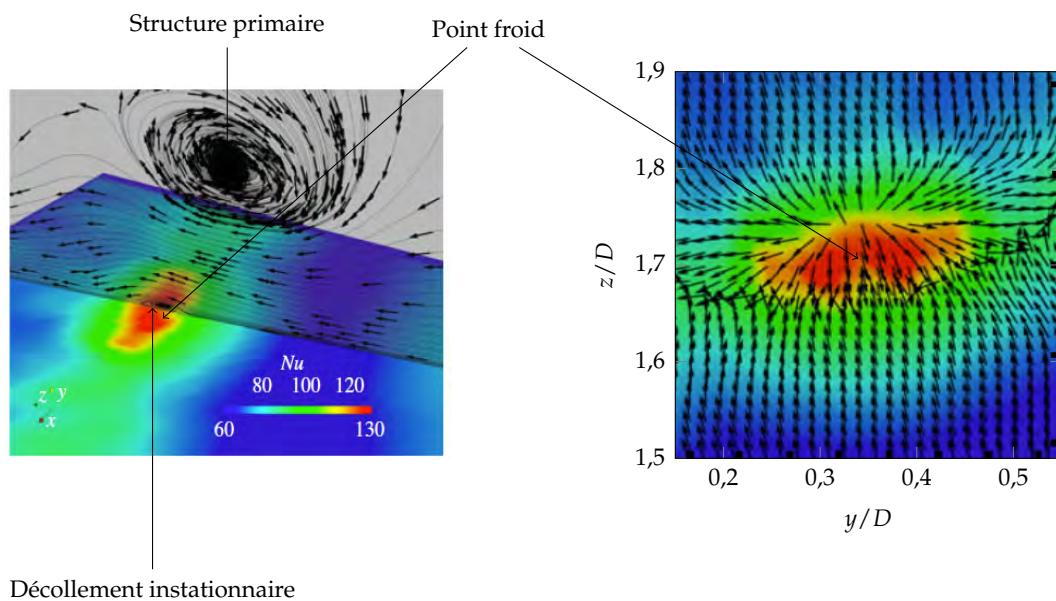 Structure primaire
Point froid
Nu
80 100 120
60 130
z y
x
1,9
1,8
1,7
1,6
1,5
z/D
0,2 0,3 0,4 0,5
y/D
Décollement instationnaire